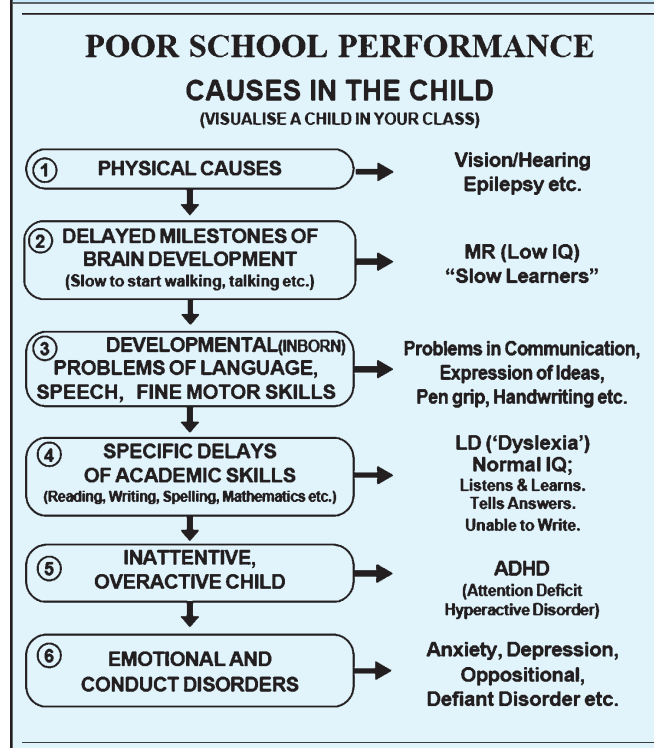 POOR SCHOOL PERFORMANCE
CAUSES IN THE CHILD
(VISUALISE A CHILD IN YOUR CLASS)
1 PHYSICAL CAUSES
Vision/Hearing
Epilepsy etc.
2 DELAYED MILESTONES OF
BRAIN DEVELOPMENT
(Slow to start walking, talking etc.)
MR (Low IQ)
“Slow Learners”
3 DEVELOPMENTAL(INBORN)
PROBLEMS OF LANGUAGE,
SPEECH, FINE MOTOR SKILLS
Problems in Communication,
Expression of Ideas,
Pen grip, Handwriting etc.
4 SPECIFIC DELAYS
OF ACADEMIC SKILLS
(Reading, Writing, Spelling, Mathematics etc.)
LD (‘Dyslexia’)
Normal IQ;
Listens & Learns.
Tells Answers.
Unable to Write.
5 INATTENTIVE,
OVERACTIVE CHILD
ADHD
(Attention Deficit
Hyperactive Disorder)
6 EMOTIONAL AND
CONDUCT DISORDERS
Anxiety, Depression,
Oppositional,
Defiant Disorder etc.